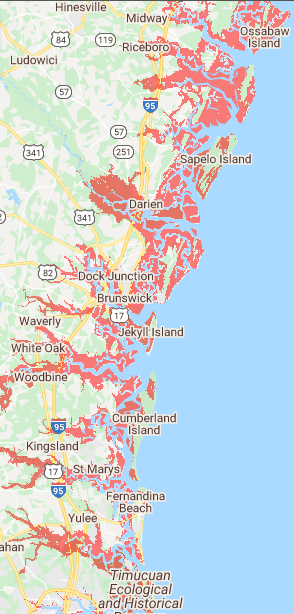 Hinesville
Midway
Ossabaw
Island
84
119
Riceboro
Ludowici
57
95
57
251
341
Sapelo Island
Darien
341
82
Dock Junction
Brunswick
17
Waverly
Jekyll Island
White Oak
Woodbine
Cumberland
Island
95
Kingsland
17
St Marys
95
Fernandina
Beach
Yulee
ahan
Timucuan
Ecological
and Historical